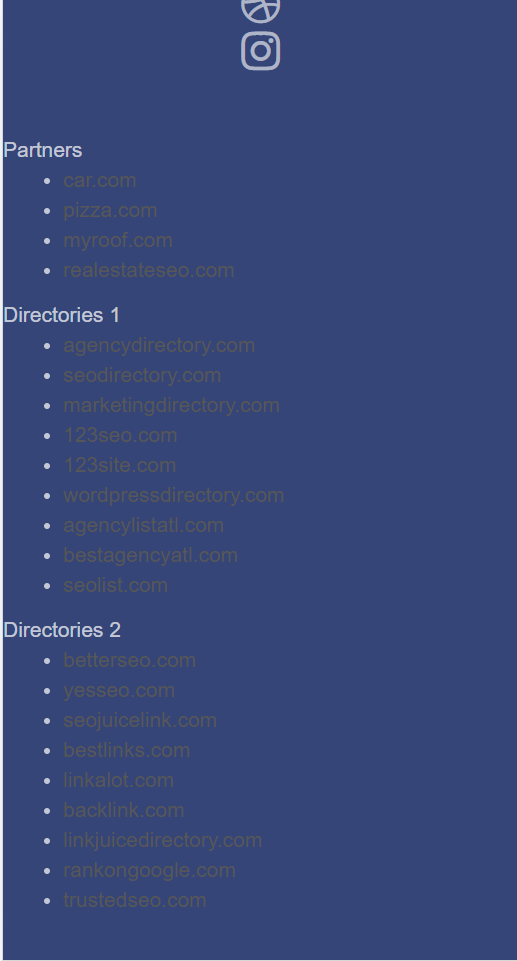 Partners
car.com
pizza.com
myroof.com
realestateseo.com
Directories 1
agencydirectory.com
seodirectory.com
marketingdirectory.com
123seo.com
123site.com
wordpressdirectory.com
agencylistatl.com
bestagencyatl.com
seolist.com
Directories 2
betterseo.com
yesseo.com
seojuicelink.com
bestlinks.com
linkalot.com
backlink.com
linkjuicedirectory.com
rankongoogle.com
trustedseo.com